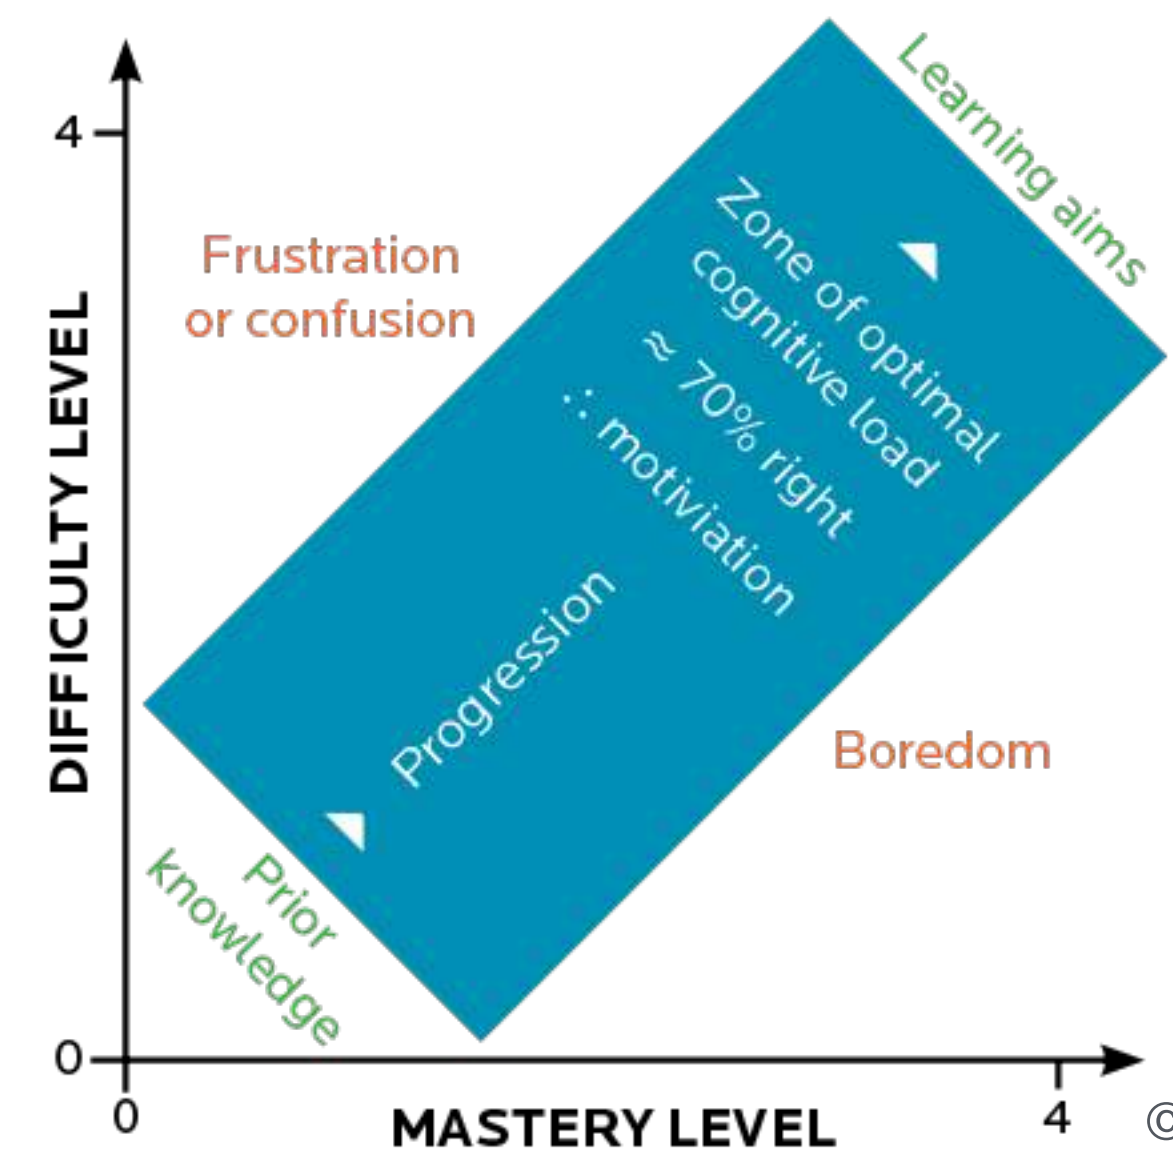 4
Frustration
or confusion
DIFFICULTY LEVEL
Learning aims
Zone of optimal
cognitive load
≈ 70% right
∴ motiviation
Progression
Boredom
Prior
knowledge
0
0
MASTERY LEVEL
4
©